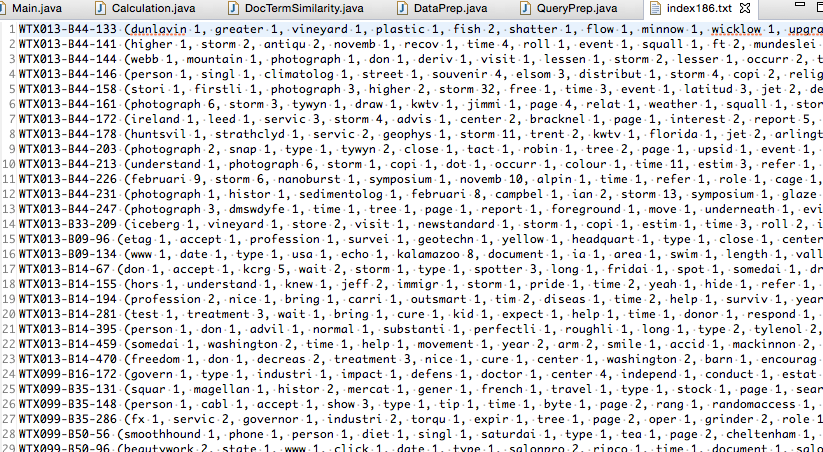 Main.java Calculation.java DocTermSimilarity.java DataPrep.java QueryPrep.java index186.txt
1 WTX013-B44-133 (dunlavin 1, greater 1, vineyard 1, plastic 1, fish 2, shatter 1, flow 1, minnow 1, wicklow 1, upgra
2 WTX013-B44-141 (higher 1, storm 2, antiqu 2, novemb 1, recov 1, time 4, roll 1, event 1, squall 1, ft 2, mundeslei
3 WTX013-B44-144 (webb 1, mountain 1, photograph 1, don 1, deriv 1, visit 1, lessen 1, storm 2, lesser 1, occurr 2, t
4 WTX013-B44-146 (person 1, singl 1, climatolog 1, street 1, souvenir 4, elsom 3, distribut 1, storm 4, copi 2, relig
5 WTX013-B44-158 (stori 1, firstli 1, photograph 3, higher 2, storm 32, free 1, time 3, event 1, latitud 3, jet 2, de
6 WTX013-B44-161 (photograph 6, storm 3, tywyn 1, draw 1, kwtv 1, jimmi 1, page 4, relat 1, weather 1, squall 1, stor
7 WTX013-B44-172 (ireland 1, leed 1, servic 3, storm 4, advis 1, center 2, bracknel 1, page 1, interest 2, report 5,
8 WTX013-B44-178 (huntsvil 1, strathclyd 1, servic 2, geophys 1, storm 11, trent 2, kwtv 1, florida 1, jet 2, arlingt
9 WTX013-B44-203 (photograph 2, snap 1, type 1, tywyn 2, close 1, tact 1, robin 1, tree 2, page 1, upsid 1, event 1,
10 WTX013-B44-213 (understand 1, photograph 6, storm 1, copi 1, dot 1, occurr 1, colour 1, time 11, estim 3, refer 1,
11 WTX013-B44-226 (februari 9, storm 6, nanoburst 1, symposium 1, novemb 10, alpin 1, time 1, refer 1, role 1, cage 1,
12 WTX013-B44-231 (photograph 1, histor 1, sedimentolog 1, februari 8, campbel 1, ian 2, storm 13, symposium 1, glaze
13 WTX013-B44-247 (photograph 3, dmswdyfe 1, time 1, tree 1, page 1, report 1, foreground 1, move 1, underneath 1, evi
14 WTX013-B33-209 (iceberg 1, vineyard 1, store 2, visit 1, newstandard 1, storm 1, copi 1, estim 1, time 3, roll 2, i
15 WTX013-B09-96 (etag 1, accept 1, profession 1, survei 1, geotechn 1, yellow 1, headquart 1, type 1, close 1, center
16 WTX013-B09-134 (www 1, date 1, type 1, usa 1, echo 1, kalamazoo 8, document 1, ia 1, area 1, swim 1, length 1, vall
17 WTX013-B14-67 (don 1, accept 1, kcrg 5, wait 2, storm 1, type 1, spotter 3, long 1, fridai 1, spot 1, somedai 1, dr
18 WTX013-B14-155 (hors 1, understand 1, knew 1, jeff 2, immigr 1, storm 1, pride 1, time 2, yeah 1, hide 1, refer 1,
19 WTX013-B14-194 (profession 2, nice 1, bring 1, carri 1, outsmart 1, tim 2, diseas 1, time 2, help 1, surviv 1, year
20 WTX013-B14-281 (test 1, treatment 3, wait 1, bring 1, cure 1, kid 1, expect 1, help 1, time 1, donor 1, respond 1,
21 WTX013-B14-395 (person 1, don 1, advil 1, normal 1, substanti 1, perfectli 1, roughli 1, long 1, type 2, tylenol 2,
22 WTX013-B14-459 (somedai 1, washington 2, time 1, help 1, movement 1, year 2, arm 2, smile 1, accid 1, mackinnon 2,
23 WTX013-B14-470 (freedom 1, don 1, decreas 2, treatment 3, nice 1, cure 1, center 1, washington 2, barn 1, encourag
24 WTX099-B16-172 (govern 1, type 1, industri 1, impact 1, defens 1, doctor 1, center 4, independ 1, conduct 1, estat
25 WTX099-B35-131 (squar 1, magellan 1, histor 2, mercat 1, gener 1, french 1, travel 1, type 1, stock 1, page 1, sear
26 WTX099-B35-148 (person 1, cabl 1, accept 1, show 3, type 1, tip 1, time 1, byte 1, page 2, rang 1, randomaccess 1,
27 WTX099-B35-286 (fx 1, servic 2, governor 1, industri 2, torqu 1, expir 1, tree 1, page 2, oper 1, grinder 2, role 1
28 WTX099-B50-56 (smoothhound 1, phone 1, person 1, diet 1, singl 1, saturdai 1, type 1, tea 1, page 2, cheltenham 1,
29 WTX099-B50-96 (beautywork 2, state 1, www 1, click 1, date 1, type 1, salonpro 2, ripco 1, time 1, document 1, salo